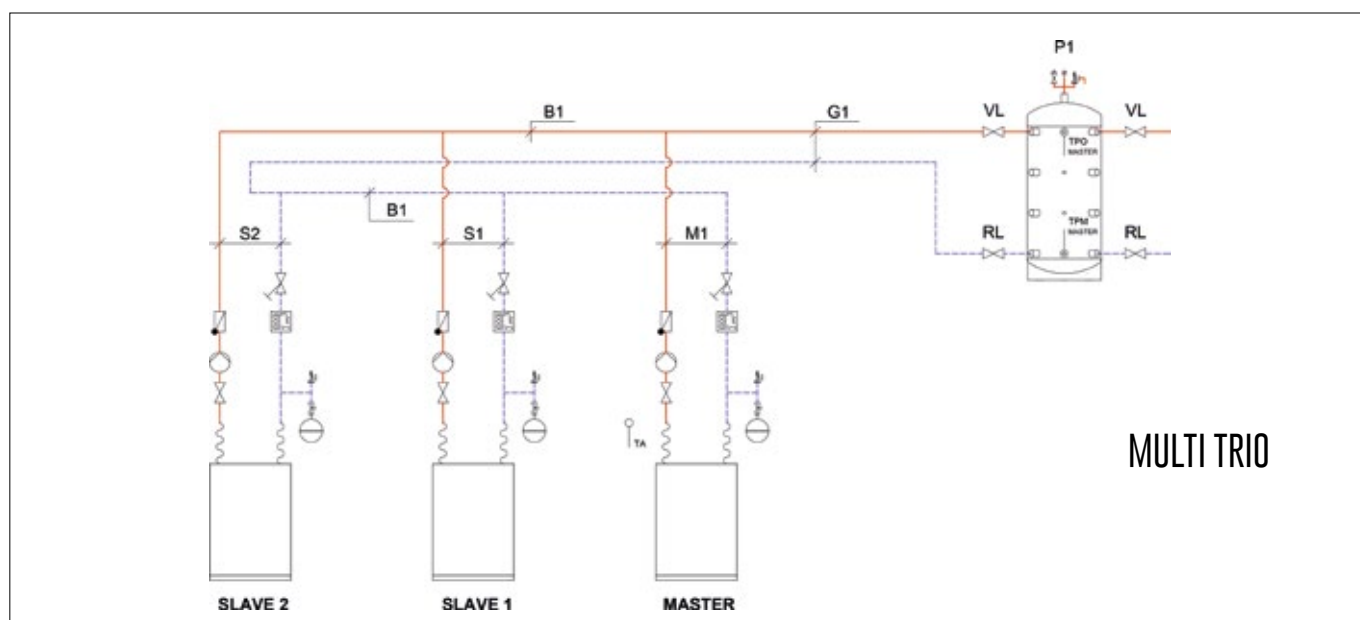 P1
B1
G1
VL
VL
TPO
MASTER
B1
S2
S1
M1
TPM
MASTER
RL
RL
TA
MULTI TRIO
SLAVE 2
SLAVE 1
MASTER